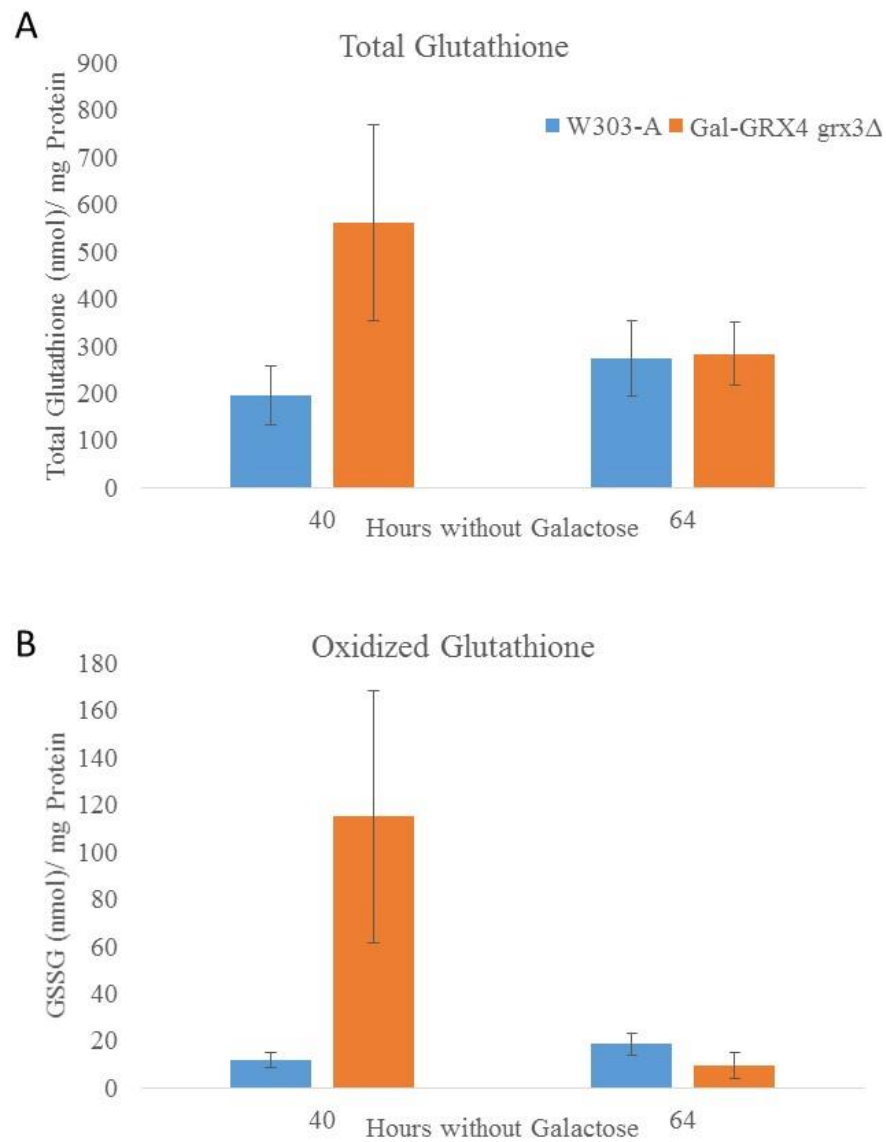 A
Total Glutathione
900
800
700
600
500
400
300
200
100
0
Total Glutathione (nmol)/ mg Protein
W303-A Gal-GRX4 grx3Δ
40 64
Hours without Galactose
B
Oxidized Glutathione
180
160
140
120
100
80
60
40
20
0
GSSG (nmol)/ mg Protein
40 64
Hours without Galactose